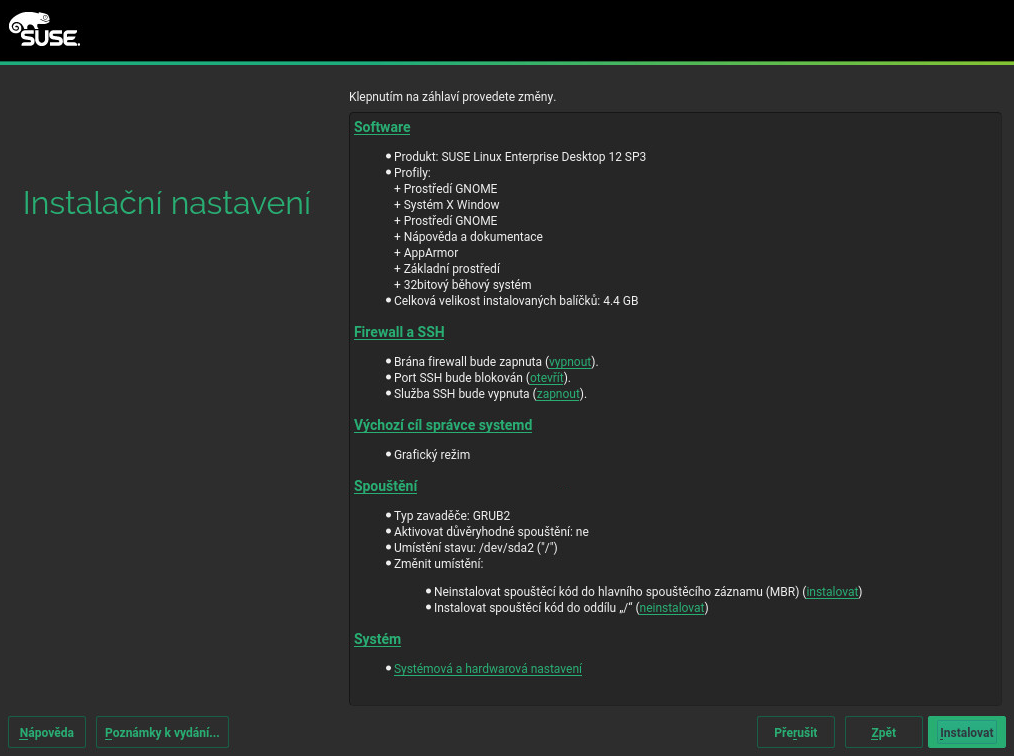 SUSE.
Klepnutím na záhlaví provedete změny.
Instalační nastavení
Software
Produkt: SUSE Linux Enterprise Desktop 12 SP3
Profily:
+ Prostředí GNOME
+ Systém X Window
+ Prostředí GNOME
+ Nápověda a dokumentace
+ AppArmor
+ Základní prostředí
+ 32bitový běhový systém
Celková velikost instalovaných balíčků: 4.4 GB
Firewall a SSH
Brána firewall bude zapnuta (vypnout).
Port SSH bude blokován (otevřít).
Služba SSH bude vypnuta (zapnout).
Výchozí cíl správce systemd
Grafický režim
Spouštění
Typ zavaděče: GRUB2
Aktivovat důvěryhodné spouštění: ne
Umístění stavu: /dev/sda2 ("/")
Změnit umístění:
Neinstalovat spouštěcí kód do hlavního spouštěcího záznamu (MBR) (instalovat)
Instalovat spouštěcí kód do oddílu „/“ (neinstalovat)
Systém
Systémová a hardwarová nastavení
Nápověda Poznámky k vydání... Přerušit Zpět Instalovat